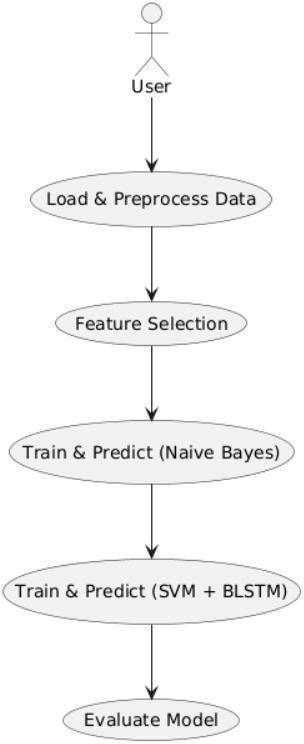 User
Load & Preprocess Data
Feature Selection
Train & Predict (Naive Bayes)
Train & Predict (SVM + BLSTM)
Evaluate Model